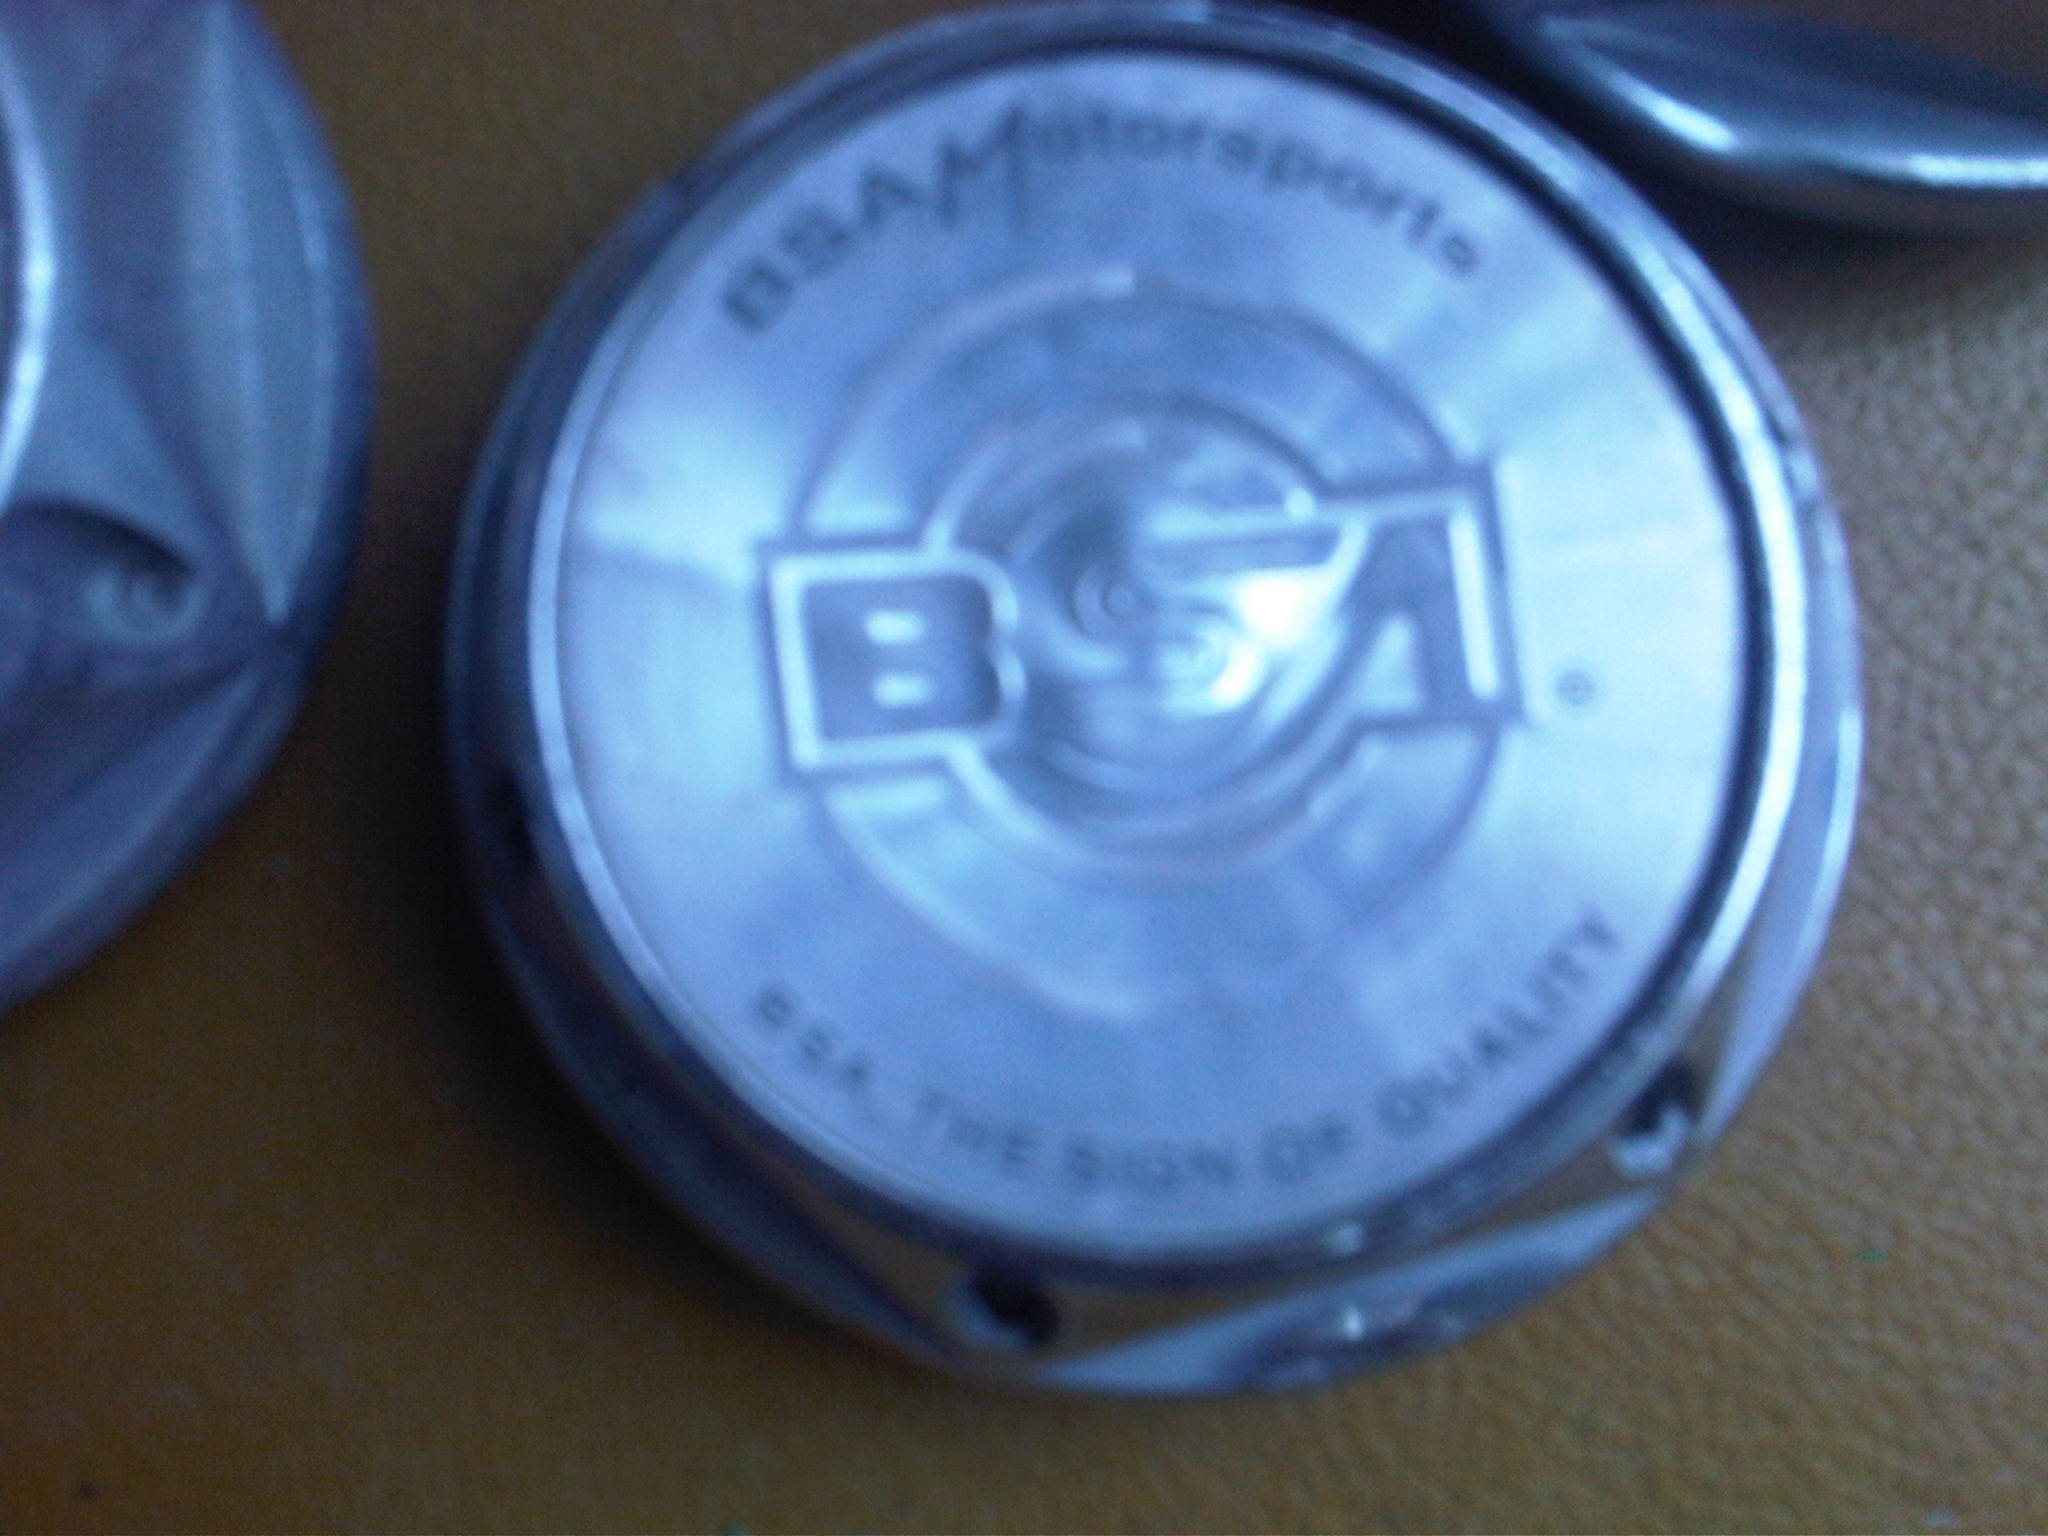 BSA Motorsports
BSA
®
BSA, THE SIGN OF QUALITY